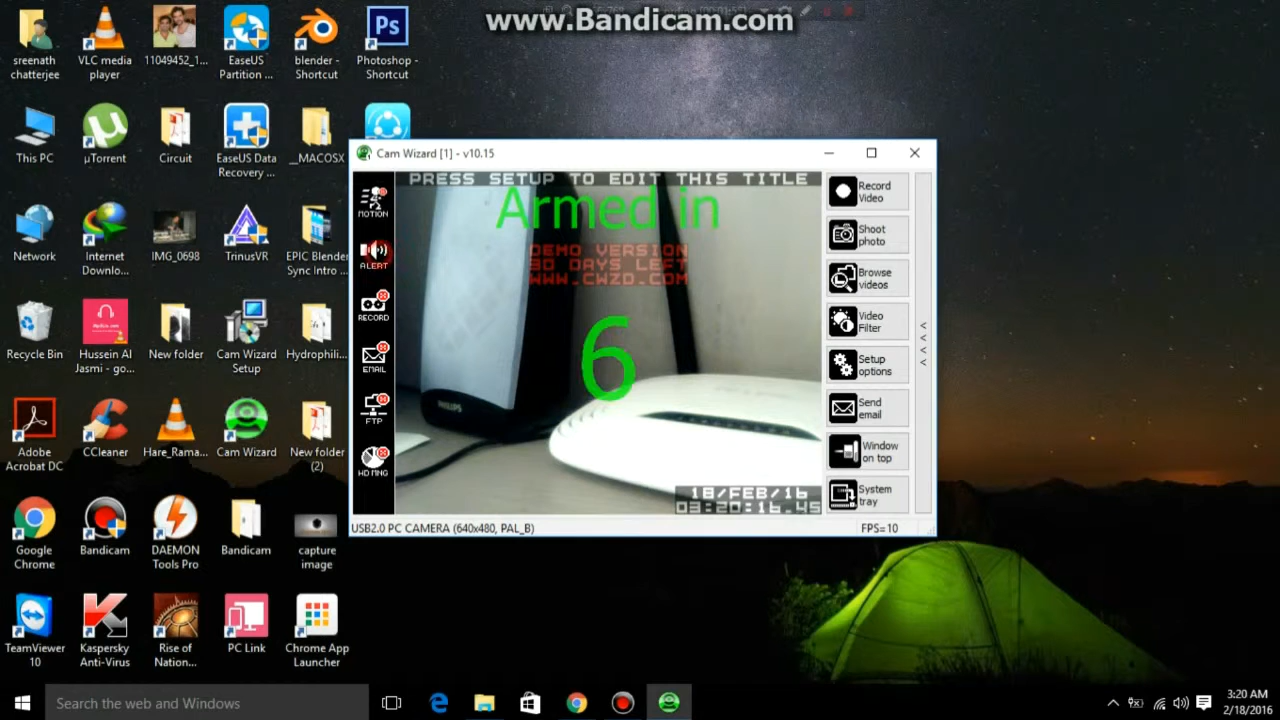 www.Bandicam.com
sreenath
chatterjee
VLC media
player
11049452_1...
EaseUS
Partition ...
blender -
Shortcut
Photoshop -
Shortcut
Ps
This PC
µTorrent
Circuit
EaseUS Data
Recovery ...
__MACOSX
Network
Internet
Downlo...
IMG_0698
TrinusVR
EPIC Blender
Sync Intro ...
Recycle Bin
Hussein Al
Jasmi - go...
New folder
Cam Wizard
Setup
Hydrophili...
Adobe
Acrobat DC
CCleaner
Hare_Rama...
Cam Wizard
New folder
(2)
Google
Chrome
Bandicam
DAEMON
Tools Pro
Bandicam
capture
image
TeamViewer
10
Kaspersky
Anti-Virus
Rise of
Nation...
PC Link
Chrome App
Launcher
Cam Wizard [1] - v10.15
MOTION
ALERT
RECORD
EMAIL
FTP
HD MNG
PRESS SETUP TO EDIT THIS TITLE
Armed in
DEMO VERSION
30 DAYS LEFT
WWW.CWZD.COM
6
PHILIPS
18/FEB/16
03:20:16.45
Record
Video
Shoot
photo
Browse
videos
Video
Filter
Setup
options
Send
email
Window
on top
System
tray
<
<
<
<
USB2.0 PC CAMERA (640x480, PAL_B)
FPS=10
Search the web and Windows
3:20 AM
2/18/2016